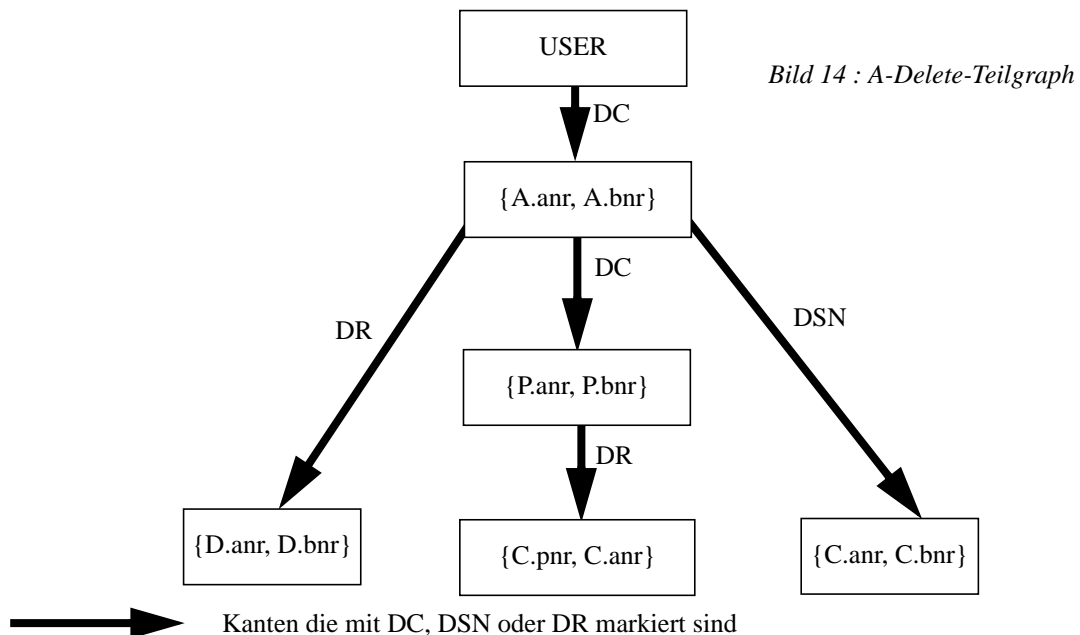 USER
Bild 14 : A-Delete-Teilgraph
DC
{A.anr, A.bnr}
DC
DR
DSN
{P.anr, P.bnr}
DR
{D.anr, D.bnr}
{C.pnr, C.anr}
{C.anr, C.bnr}
Kanten die mit DC, DSN oder DR markiert sind